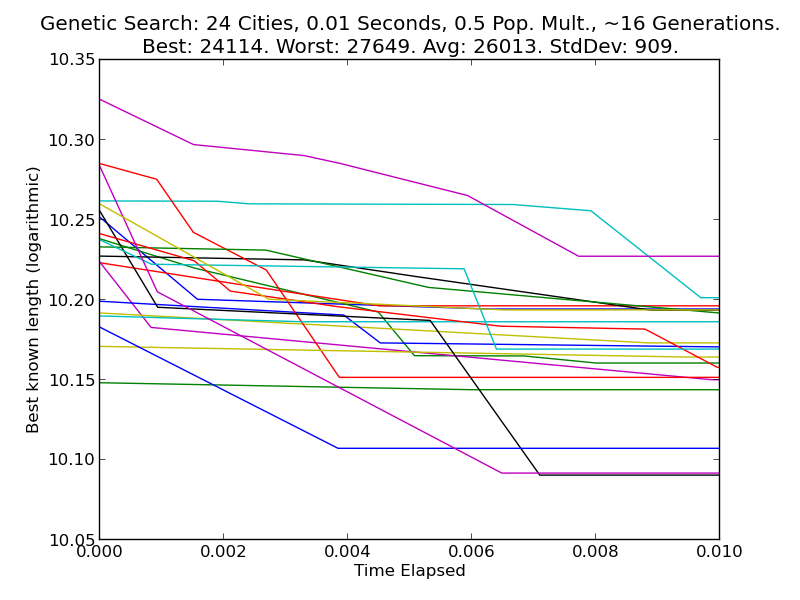 Genetic Search: 24 Cities, 0.01 Seconds, 0.5 Pop. Mult., ~16 Generations.
Best: 24114. Worst: 27649. Avg: 26013. StdDev: 909.
10.35
10.30
10.25
10.20
10.15
10.10
10.05
Best known length (logarithmic)
0.000 0.002 0.004 0.006 0.008 0.010
Time Elapsed